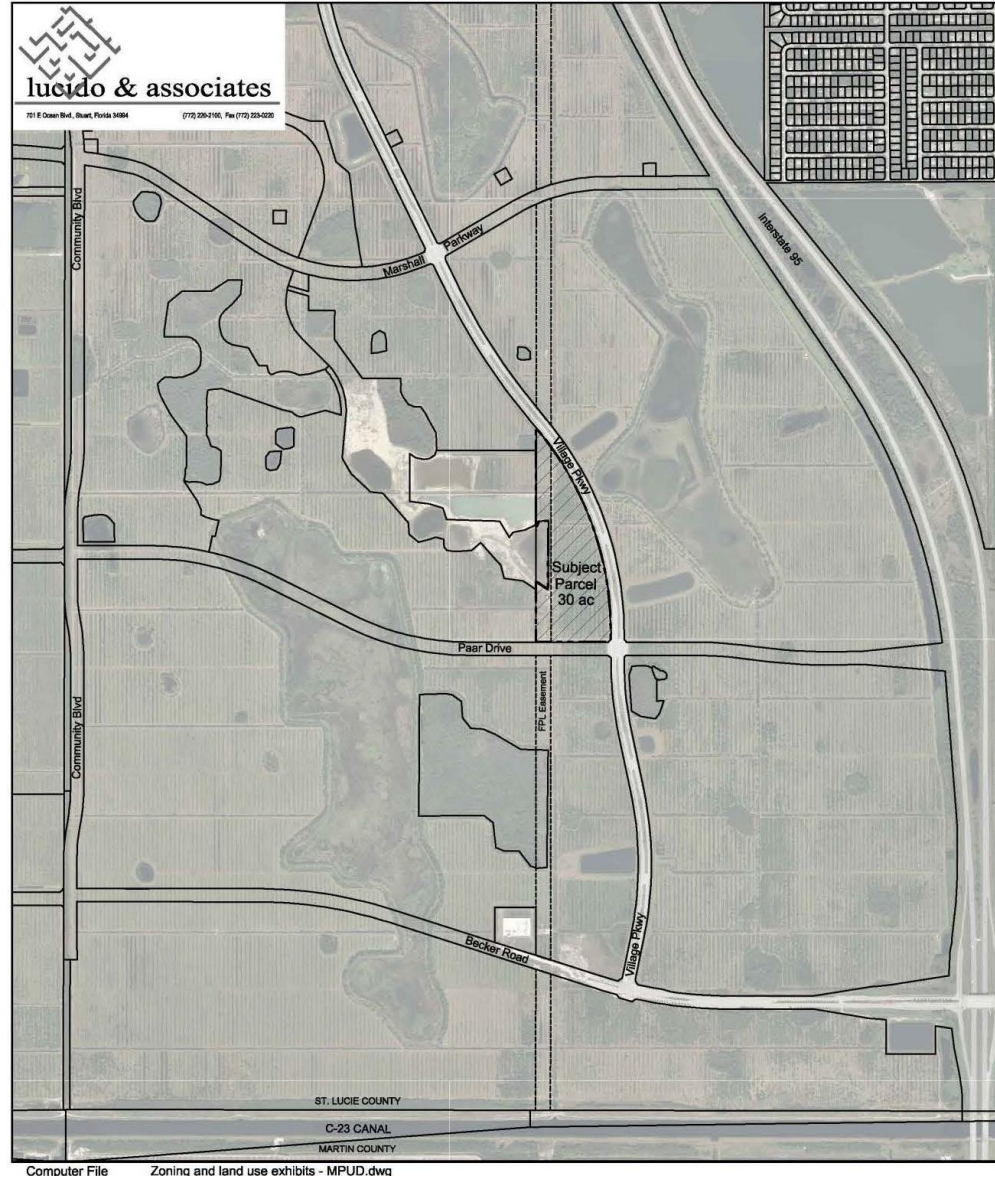 lucido & associates
701 E Ocean Blvd., Stuart, Florida 34994 (772) 220-2100, Fax (772) 223-0220
Community Blvd
Marshall Parkway
Interstate 95
Village Pkwy
Subject
Parcel
30 ac
Paar Drive
FPL Easement
Community Blvd
Village Pkwy
Becker Road
ST. LUCIE COUNTY
C-23 CANAL
MARTIN COUNTY
Computer File Zoning and land use exhibits - MPUD.dwg